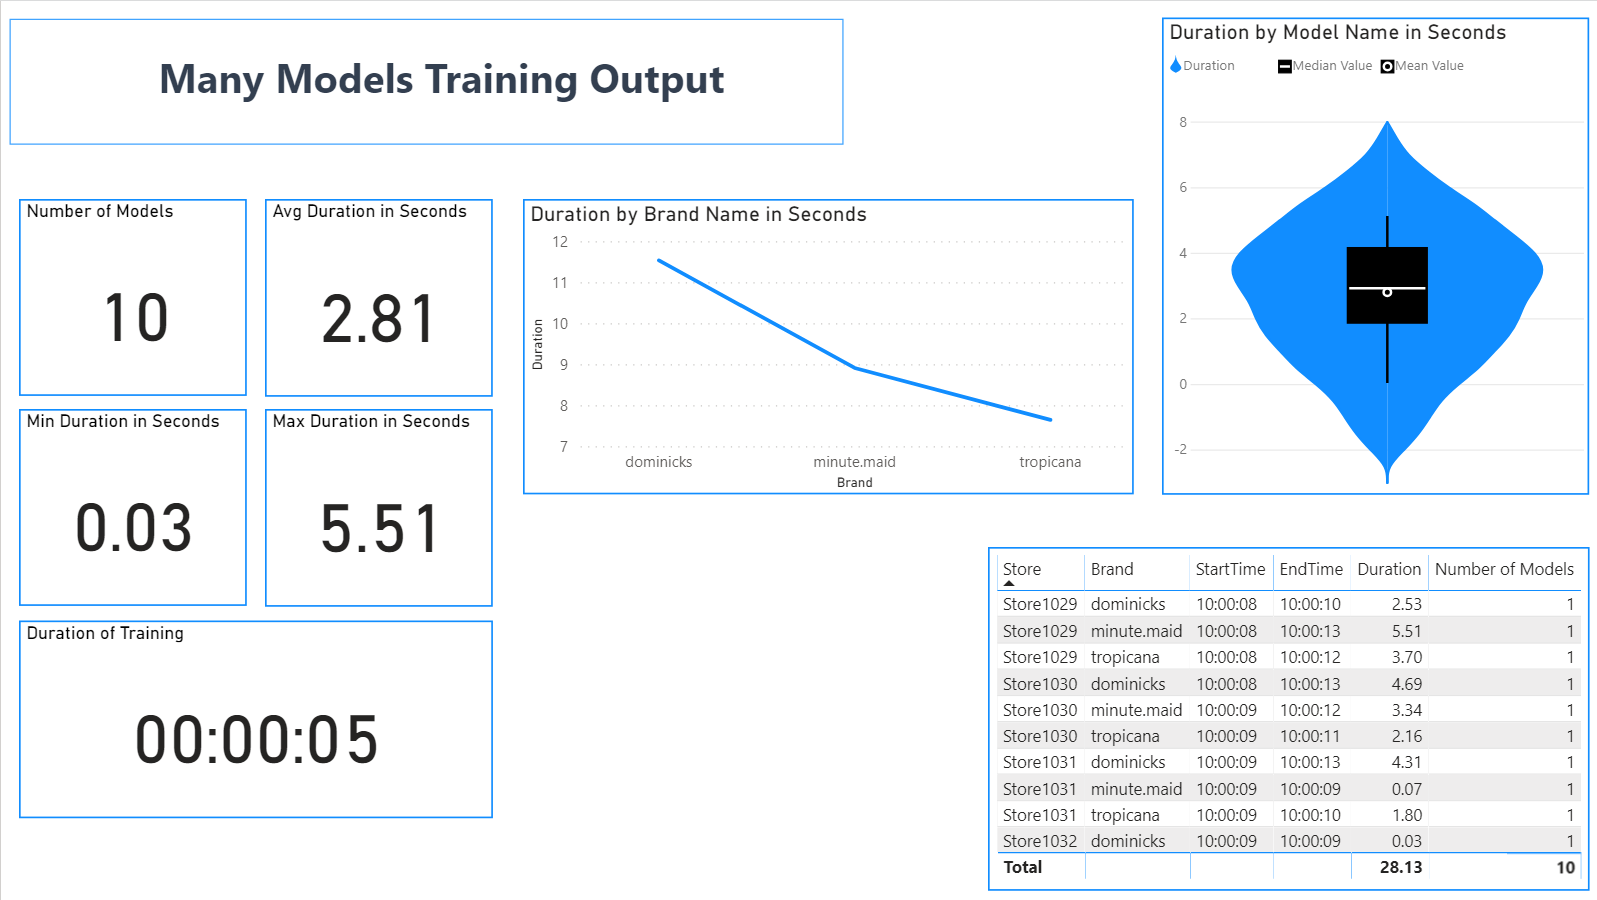 Many Models Training Output
Number of Models
10
Avg Duration in Seconds
2.81
Min Duration in Seconds
0.03
Max Duration in Seconds
5.51
Duration of Training
00:00:05
Duration by Brand Name in Seconds
12
11
10
9
8
7
Duration
dominicks minute.maid tropicana
Brand
Duration by Model Name in Seconds
Duration Median Value Mean Value
8
6
4
2
0
-2
Store Brand StartTime EndTime Duration Number of Models
Store1029 dominicks 10:00:08 10:00:10 2.53 1
Store1029 minute.maid 10:00:08 10:00:13 5.51 1
Store1029 tropicana 10:00:08 10:00:12 3.70 1
Store1030 dominicks 10:00:08 10:00:13 4.69 1
Store1030 minute.maid 10:00:09 10:00:12 3.34 1
Store1030 tropicana 10:00:09 10:00:11 2.16 1
Store1031 dominicks 10:00:09 10:00:13 4.31 1
Store1031 minute.maid 10:00:09 10:00:09 0.07 1
Store1031 tropicana 10:00:09 10:00:10 1.80 1
Store1032 dominicks 10:00:09 10:00:09 0.03 1
Total 28.13 10